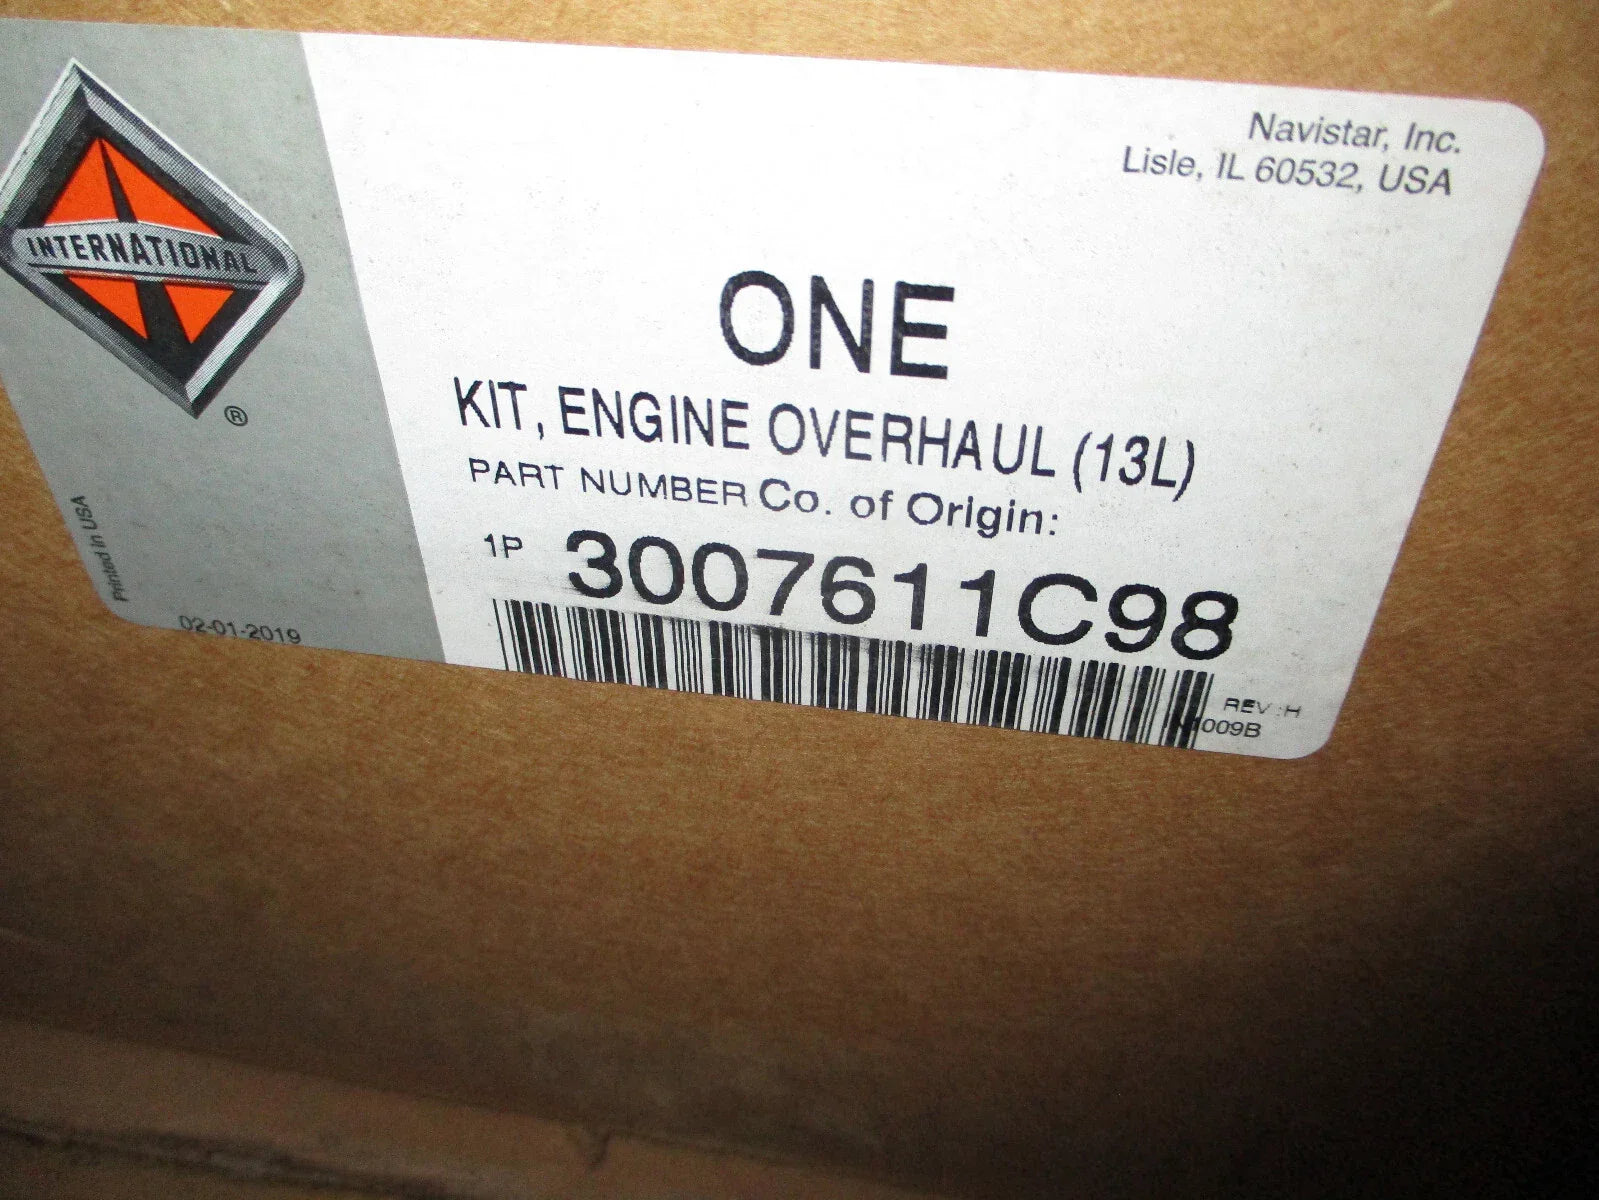 INTERNATIONAL
®
Navistar, Inc.
Lisle, IL 60532, USA
ONE
KIT, ENGINE OVERHAUL (13L)
PART NUMBER Co. of Origin:
1P 3007611C98
REV :H
N1009B
Printed in USA
02-01-2019